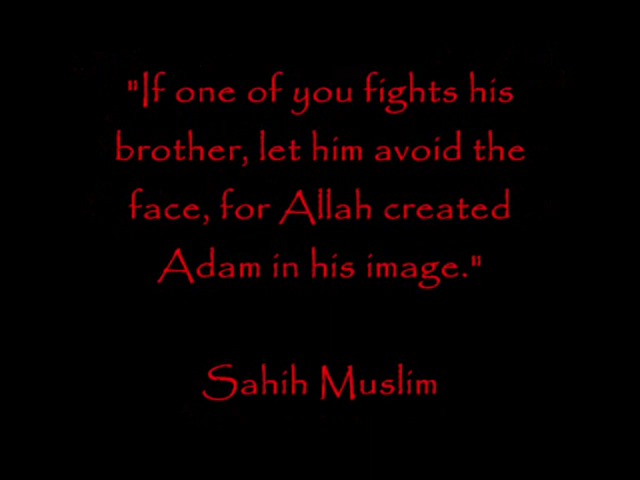 "If one of you fights his
brother, let him avoid the
face, for Allah created
Adam in his image."
Sahih Muslim